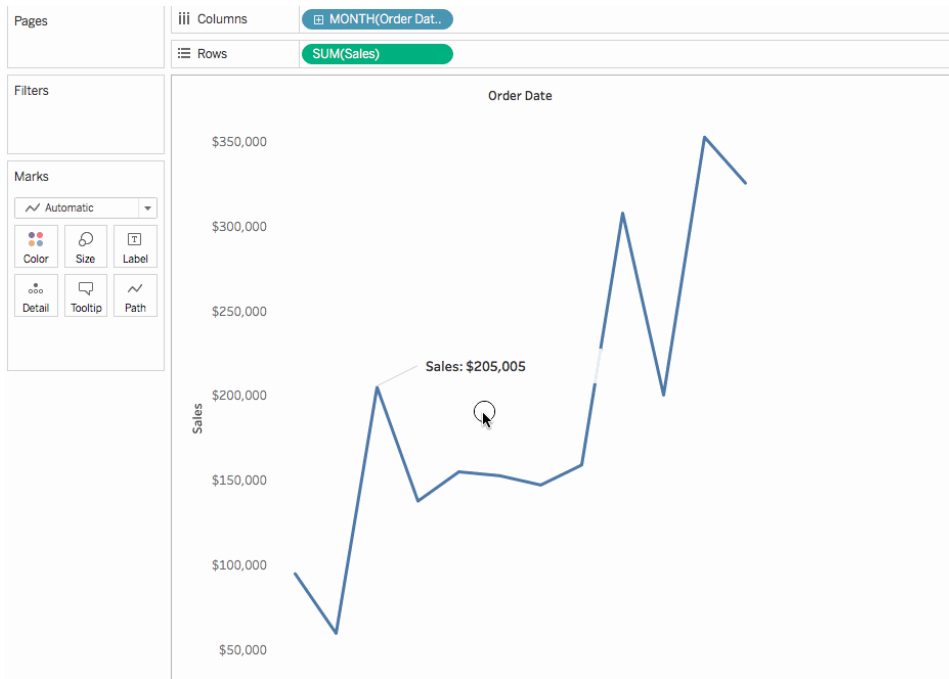 Pages
Columns
MONTH(Order Dat..
Rows
SUM(Sales)
Filters
Marks
Automatic
Color
Size
Label
Detail
Tooltip
Path
Order Date
$350,000
$300,000
$250,000
Sales: $205,005
$200,000
Sales
$150,000
$100,000
$50,000